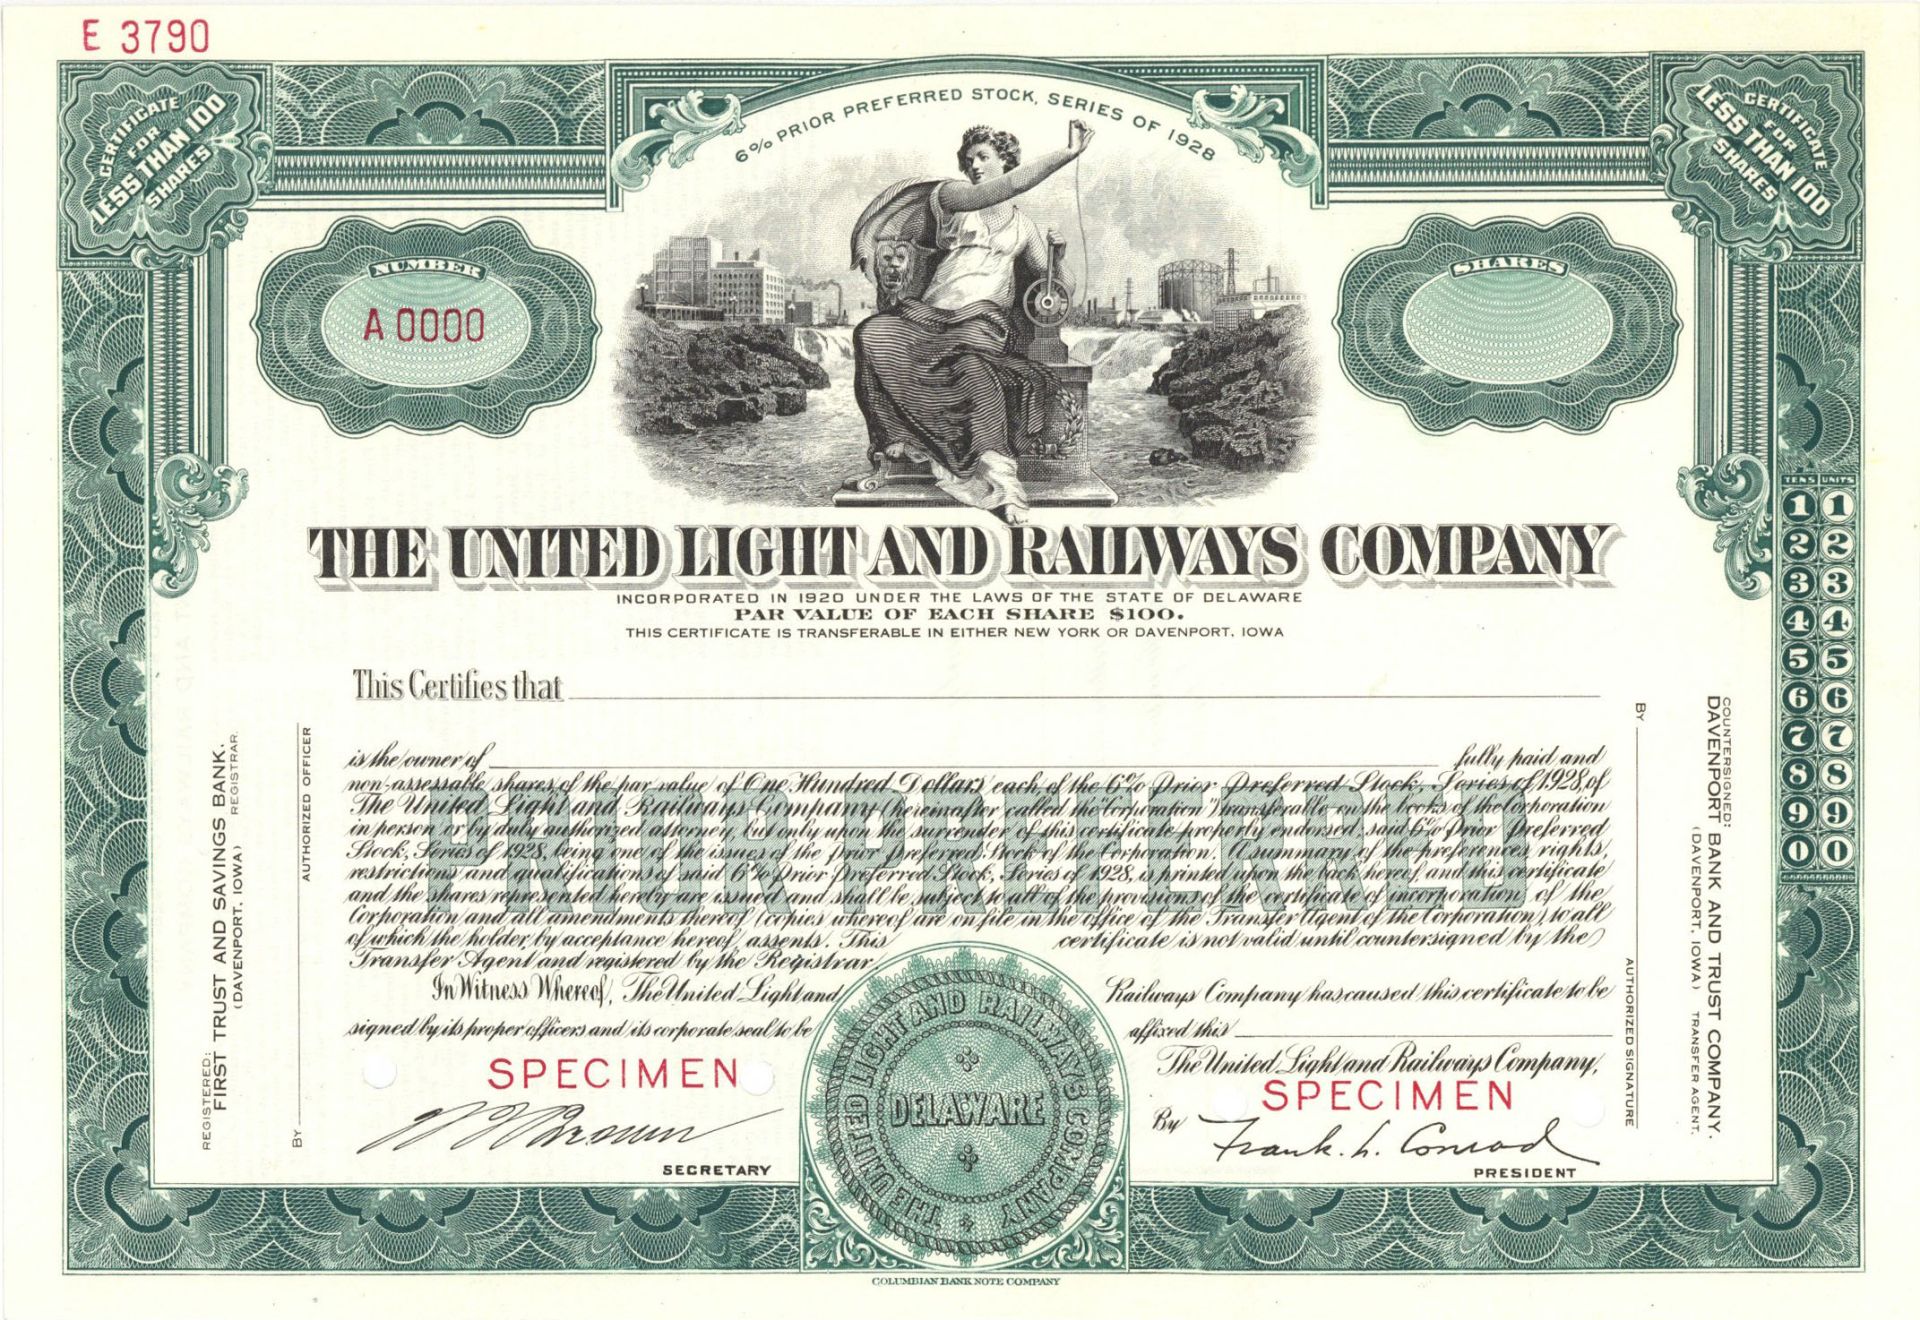 E 3790
CERTIFICATE
FOR
LESS THAN 100
SHARES
6% PRIOR PREFERRED STOCK, SERIES OF 1928
CERTIFICATE
FOR
LESS THAN 100
SHARES
NUMBER
A 0000
SHARES
THE UNITED LIGHT AND RAILWAYS COMPANY
INCORPORATED IN 1920 UNDER THE LAWS OF THE STATE OF DELAWARE
PAR VALUE OF EACH SHARE $100.
THIS CERTIFICATE IS TRANSFERABLE IN EITHER NEW YORK OR DAVENPORT, IOWA
This Certifies that
is the owner of fully paid and
non-assessable shares of the par value of One Hundred Dollars each of the 6% Prior Preferred Stock, Series of 1928, of
The United Light and Railways Company (hereinafter called the "Corporation") transferable on the books of the Corporation
in person or by duly authorized attorney, but only upon the surrender of this certificate properly endorsed, said 6% Prior Preferred
Stock, Series of 1928, being one of the issues of the Prior Preferred Stock of the Corporation. A summary of the preferences, rights,
restrictions and qualifications of said 6% Prior Preferred Stock, Series of 1928, is printed upon the back hereof, and this certificate
and the shares represented hereby are issued and shall be subject to all of the provisions of the certificate of incorporation of the
Corporation and all amendments thereof (copies whereof are on file in the office of the Transfer Agent of the Corporation) to all
of which the holder, by acceptance hereof, assents. This certificate is not valid until countersigned by the
Transfer Agent and registered by the Registrar.
PRIOR PREFERRED
In Witness Whereof, The United Light and Railways Company has caused this certificate to be
signed by its proper officers and its corporate seal to be affixed this
The United Light and Railways Company,
SPECIMEN
SPECIMEN
By Frank L. Conrad
SECRETARY
PRESIDENT
THE UNITED LIGHT AND RAILWAYS COMPANY
DELAWARE
COLUMBIAN BANK NOTE COMPANY
REGISTERED:
FIRST TRUST AND SAVINGS BANK.
(DAVENPORT, IOWA) REGISTRAR.
BY
AUTHORIZED OFFICER
COUNTERSIGNED:
DAVENPORT BANK AND TRUST COMPANY.
(DAVENPORT, IOWA) TRANSFER AGENT.
BY
AUTHORIZED SIGNATURE
TENS UNITS
1 1
2 2
3 3
4 4
5 5
6 6
7 7
8 8
9 9
0 0